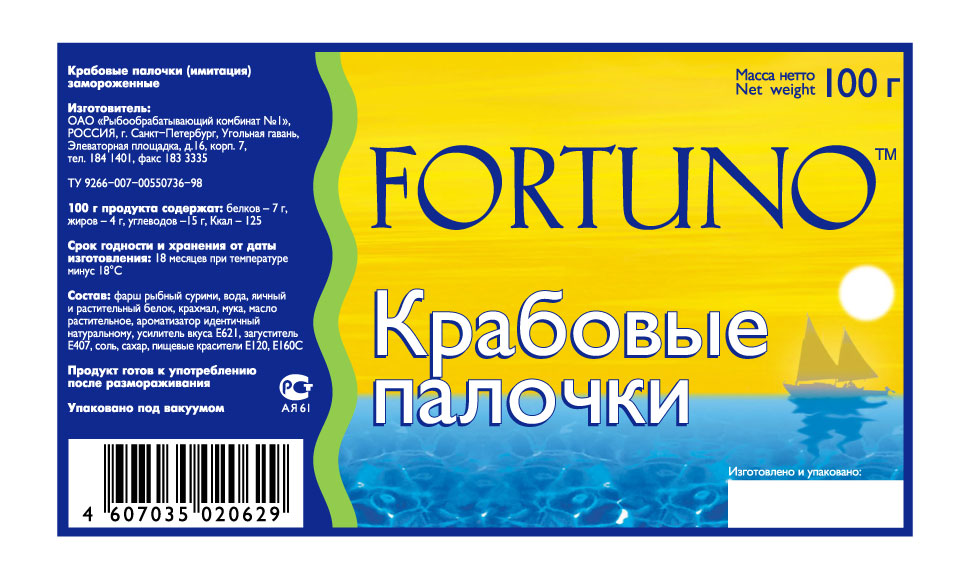 Крабовые палочки (имитация)
замороженные
Изготовитель:
ОАО «Рыбообрабатывающий комбинат №1»,
РОССИЯ, г. Санкт–Петербург, Угольная гавань,
Элеваторная площадка, д.16, корп. 7,
тел. 184 1401, факс 183 3335
ТУ 9266–007–00550736–98
100 г продукта содержат: белков – 7 г,
жиров – 4 г, углеводов –15 г, Ккал – 125
Срок годности и хранения от даты
изготовления: 18 месяцев при температуре
минус 18°С
Состав: фарш рыбный сурими, вода, яичный
и растительный белок, крахмал, мука, масло
растительное, ароматизатор идентичный
натуральному, усилитель вкуса Е621, загуститель
Е407, соль, сахар, пищевые красители Е120, Е160С
Продукт готов к употреблению
после размораживания
Упаковано под вакуумом
РСТ
АЯ61
4 607035 020629
Масса нетто
Net weight 100 г
FORTUNO™
Крабовые
палочки
Изготовлено и упаковано: